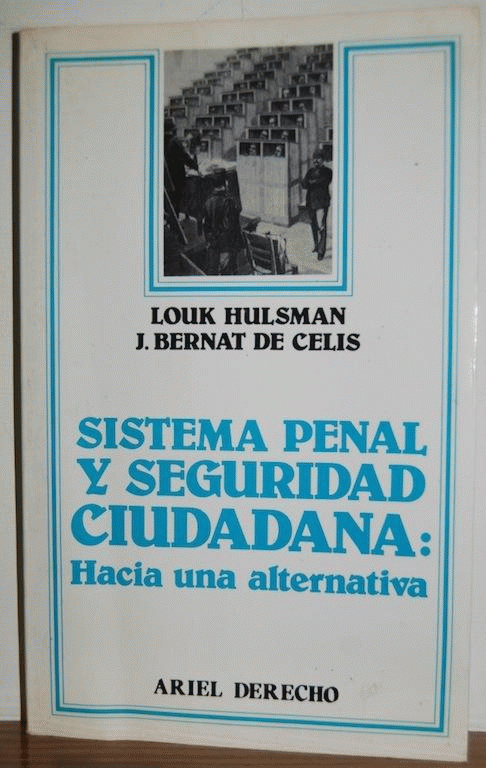 LOUK HULSMAN
J. BERNAT DE CELIS
SISTEMA PENAL
Y SEGURIDAD
CIUDADANA:
Hacia una alternativa
ARIEL DERECHO